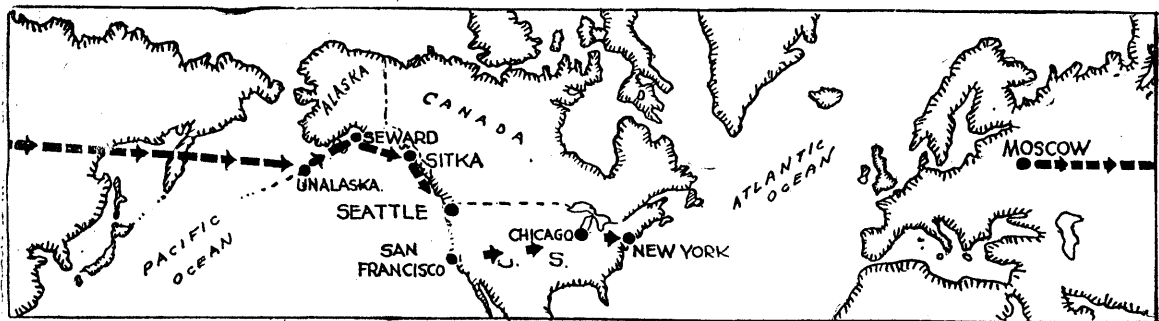 ALASKA
CANADA
SEWARD
SITKA
UNALASKA.
SEATTLE
PACIFIC
OCEAN
SAN
FRANCISCO
CHICAGO
NEW YORK
U. S.
ATLANTIC
OCEAN
MOSCOW